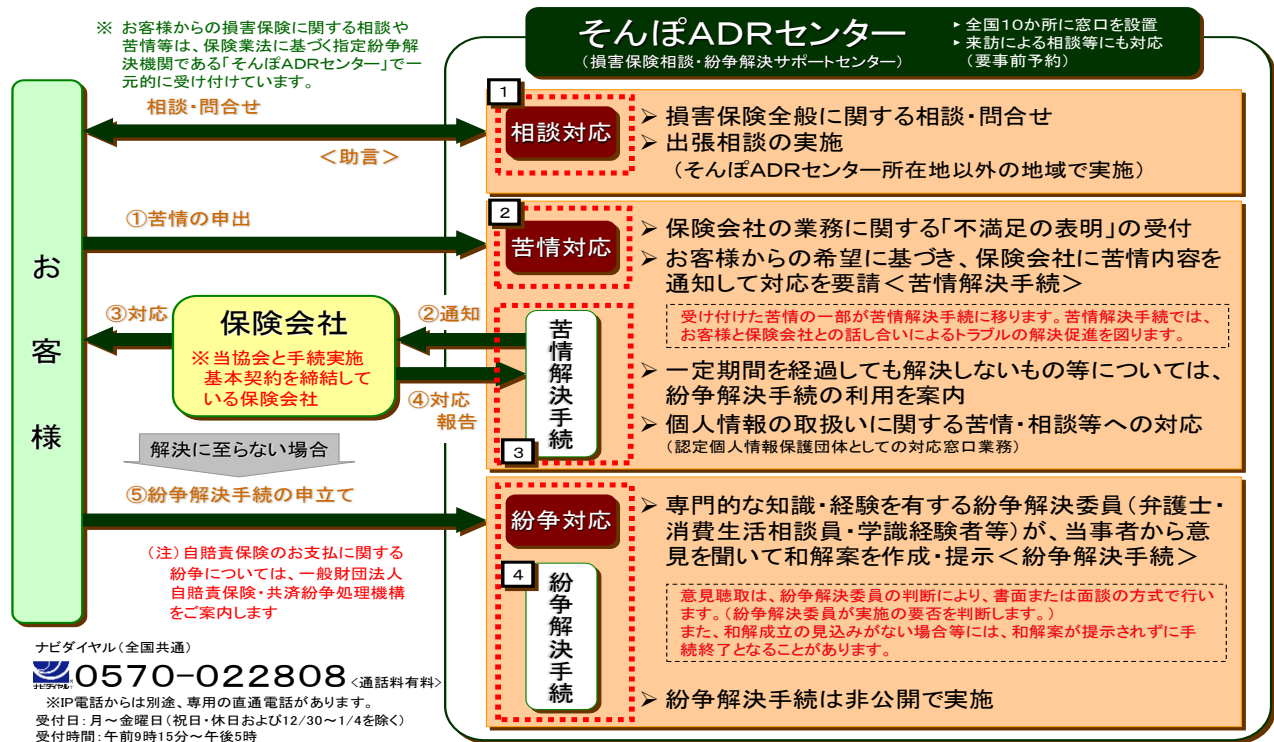 ※ お客様からの損害保険に関する相談や
苦情等は、保険業法に基づく指定紛争解
決機関である「そんぽADRセンター」で一
元的に受け付けています。
そんぽADRセンター
(損害保険相談・紛争解決サポートセンター)
▸ 全国10か所に窓口を設置
▸ 来訪による相談等にも対応
(要事前予約)
お客様
相談・問合せ
<助言>
1
相談対応
➢ 損害保険全般に関する相談・問合せ
➢ 出張相談の実施
(そんぽADRセンター所在地以外の地域で実施)
①苦情の申出
2
苦情対応
➢ 保険会社の業務に関する「不満足の表明」の受付
➢ お客様からの希望に基づき、保険会社に苦情内容を
通知して対応を要請<苦情解決手続>
受け付けた苦情の一部が苦情解決手続に移ります。苦情解決手続では、
お客様と保険会社との話し合いによるトラブルの解決促進を図ります。
➢ 一定期間を経過しても解決しないもの等については、
紛争解決手続の利用を案内
➢ 個人情報の取扱いに関する苦情・相談等への対応
(認定個人情報保護団体としての対応窓口業務)
③対応
保険会社
※当協会と手続実施
基本契約を締結して
いる保険会社
②通知
④対応
報告
苦情解決手続
3
解決に至らない場合
⑤紛争解決手続の申立て
紛争対応
4
紛争解決手続
➢ 専門的な知識・経験を有する紛争解決委員(弁護士・
消費生活相談員・学識経験者等)が、当事者から意
見を聞いて和解案を作成・提示<紛争解決手続>
意見聴取は、紛争解決委員の判断により、書面または面談の方式で行い
ます。(紛争解決委員が実施の要否を判断します。)
また、和解成立の見込みがない場合等には、和解案が提示されずに手
続終了となることがあります。
➢ 紛争解決手続は非公開で実施
(注)自賠責保険のお支払に関する
紛争については、一般財団法人
自賠責保険・共済紛争処理機構
をご案内します
ナビダイヤル(全国共通)
0570-022808<通話料有料>
※IP電話からは別途、専用の直通電話があります。
受付日:月~金曜日(祝日・休日および12/30~1/4を除く)
受付時間:午前9時15分~午後5時